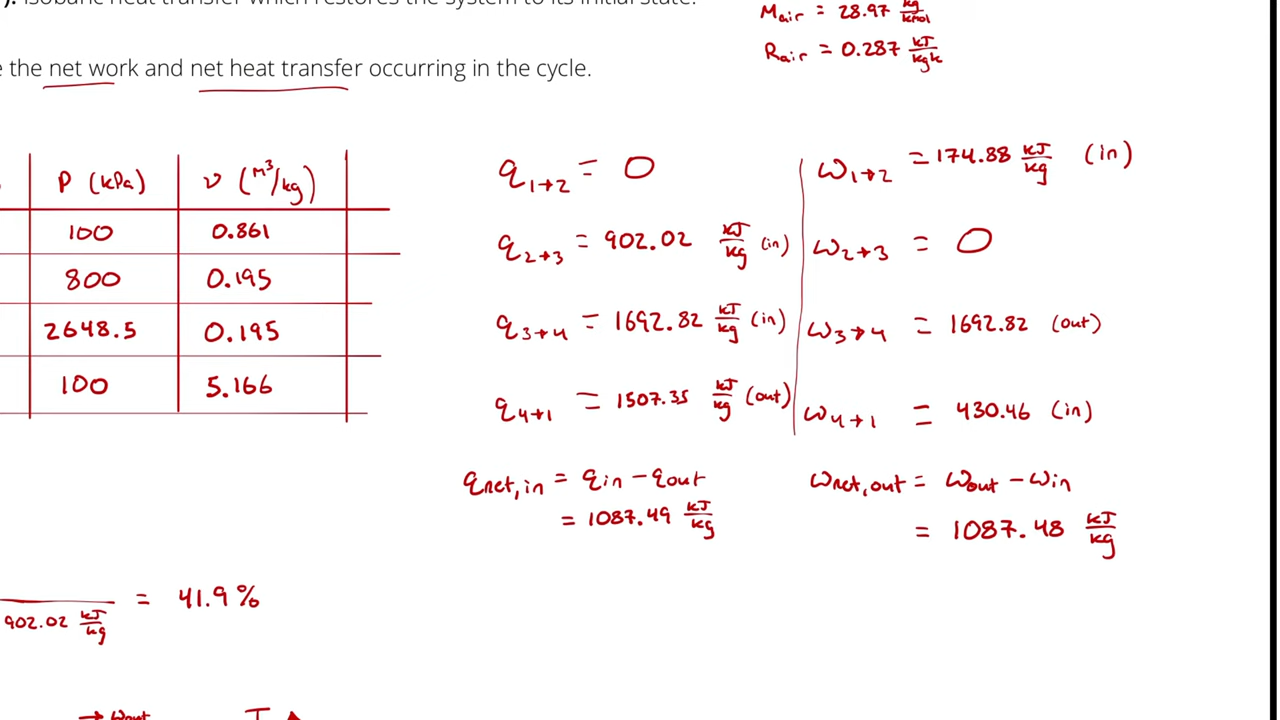 ). Isobaric heat transfer which restores the system to its initial state.
e the net work and net heat transfer occurring in the cycle.
Mair = 28.97 kg/kmol
Rair = 0.287 kJ/kgk
P (kPa) ν (m³/kg)
100 0.861
800 0.195
2648.5 0.195
100 5.166
q1→2 = 0
q2→3 = 902.02 kJ/kg (in)
q3→4 = 1692.82 kJ/kg (in)
q4→1 = 1507.35 kJ/kg (out)
qnet,in = qin - qout
= 1087.49 kJ/kg
ω1→2 = 174.88 kJ/kg (in)
ω2→3 = 0
ω3→4 = 1692.82 (out)
ω4→1 = 430.46 (in)
ωnet,out = ωout - ωin
= 1087.48 kJ/kg
902.02 kJ/kg = 41.9%
→ ωout
T